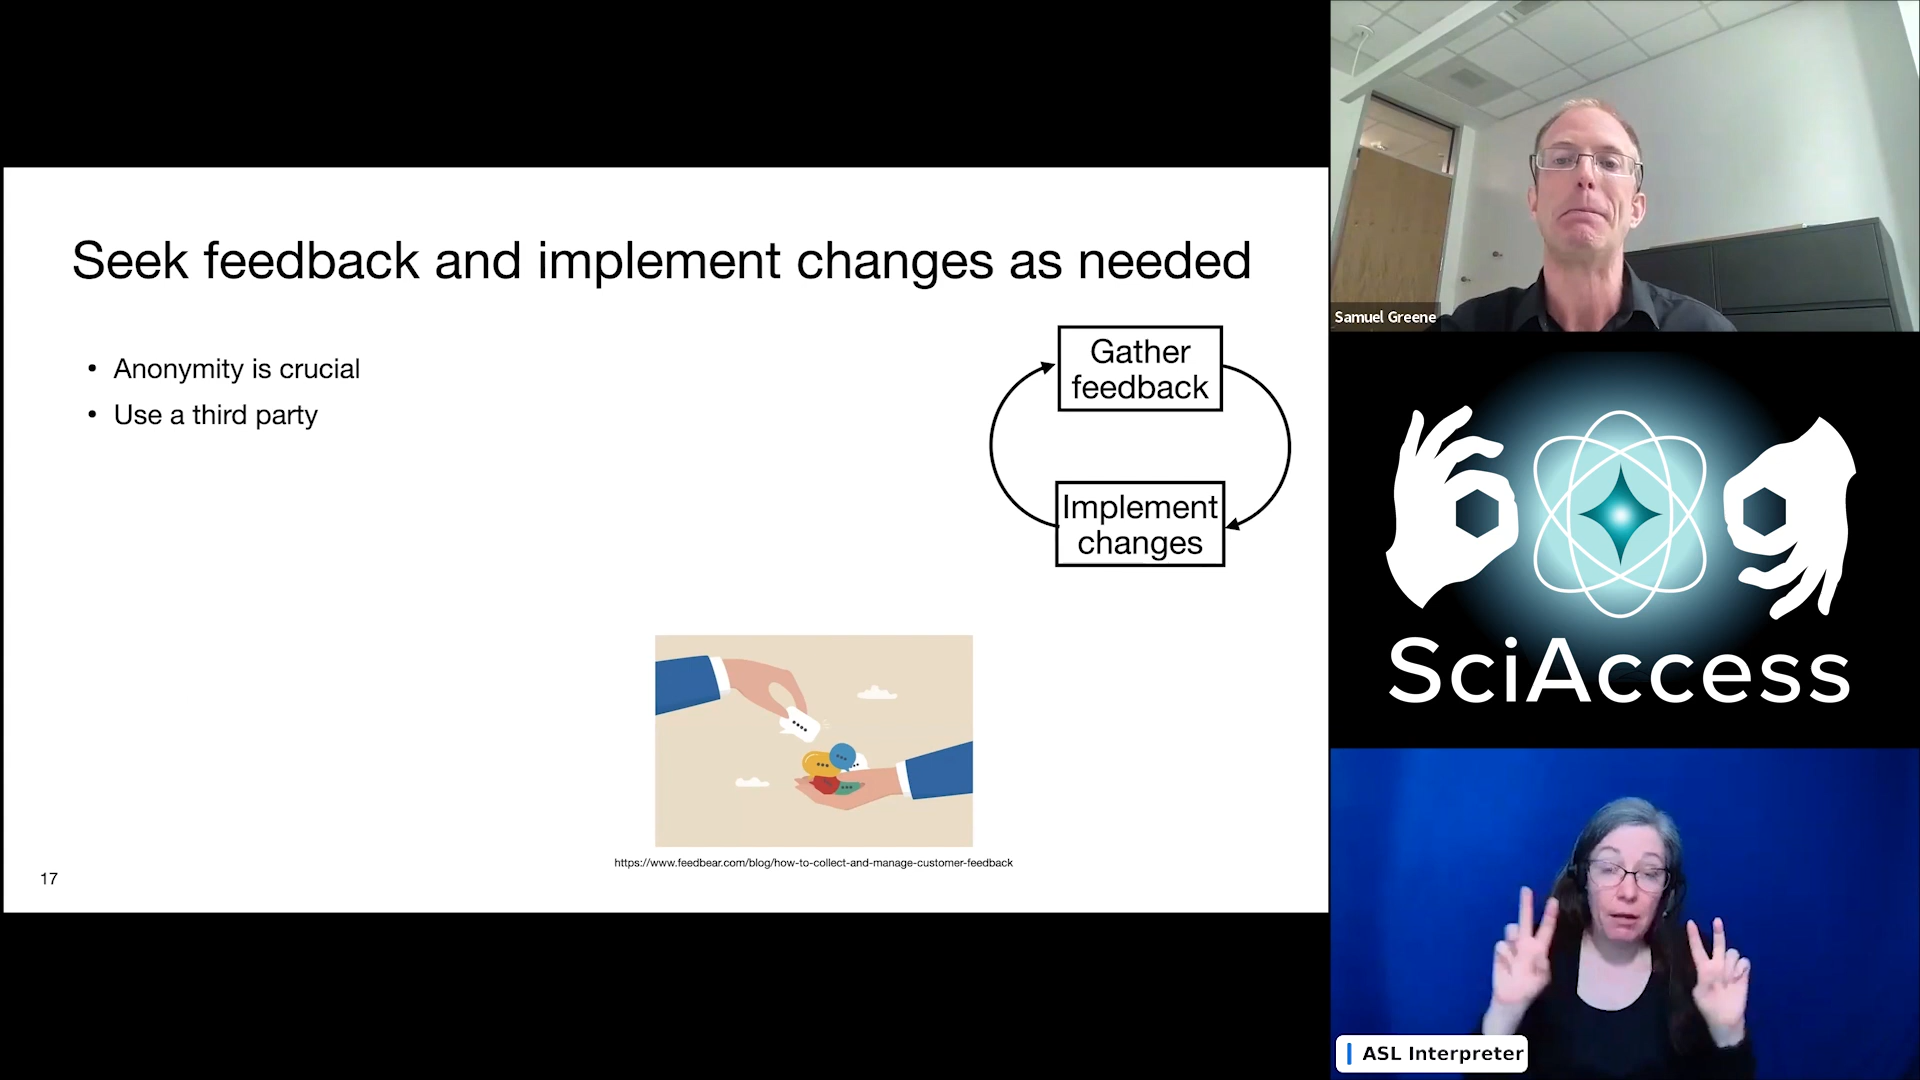 Seek feedback and implement changes as needed
• Anonymity is crucial
• Use a third party
Gather
feedback
Implement
changes
https://www.feedbear.com/blog/how-to-collect-and-manage-customer-feedback
17
Samuel Greene
SciAccess
ASL Interpreter